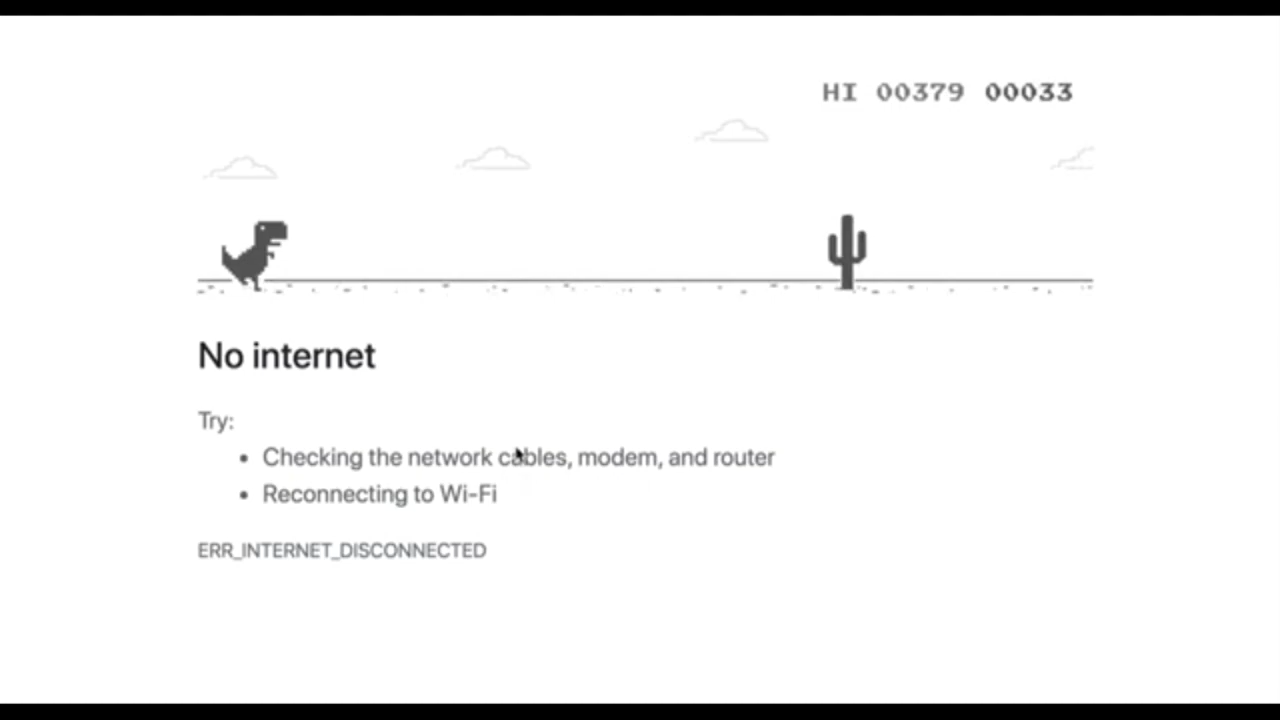 HI 00379 00033
No internet
Try:
• Checking the network cables, modem, and router
• Reconnecting to Wi-Fi
ERR_INTERNET_DISCONNECTED